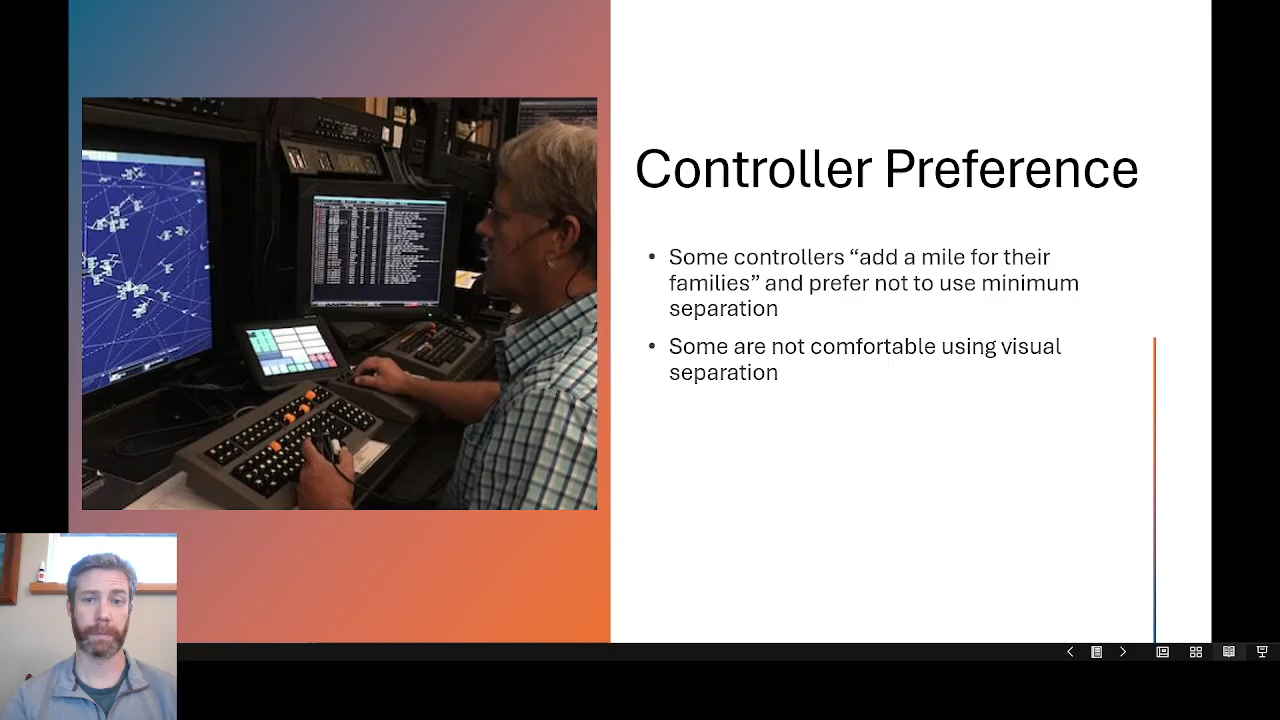 Controller Preference
• Some controllers “add a mile for their
families” and prefer not to use minimum
separation
• Some are not comfortable using visual
separation